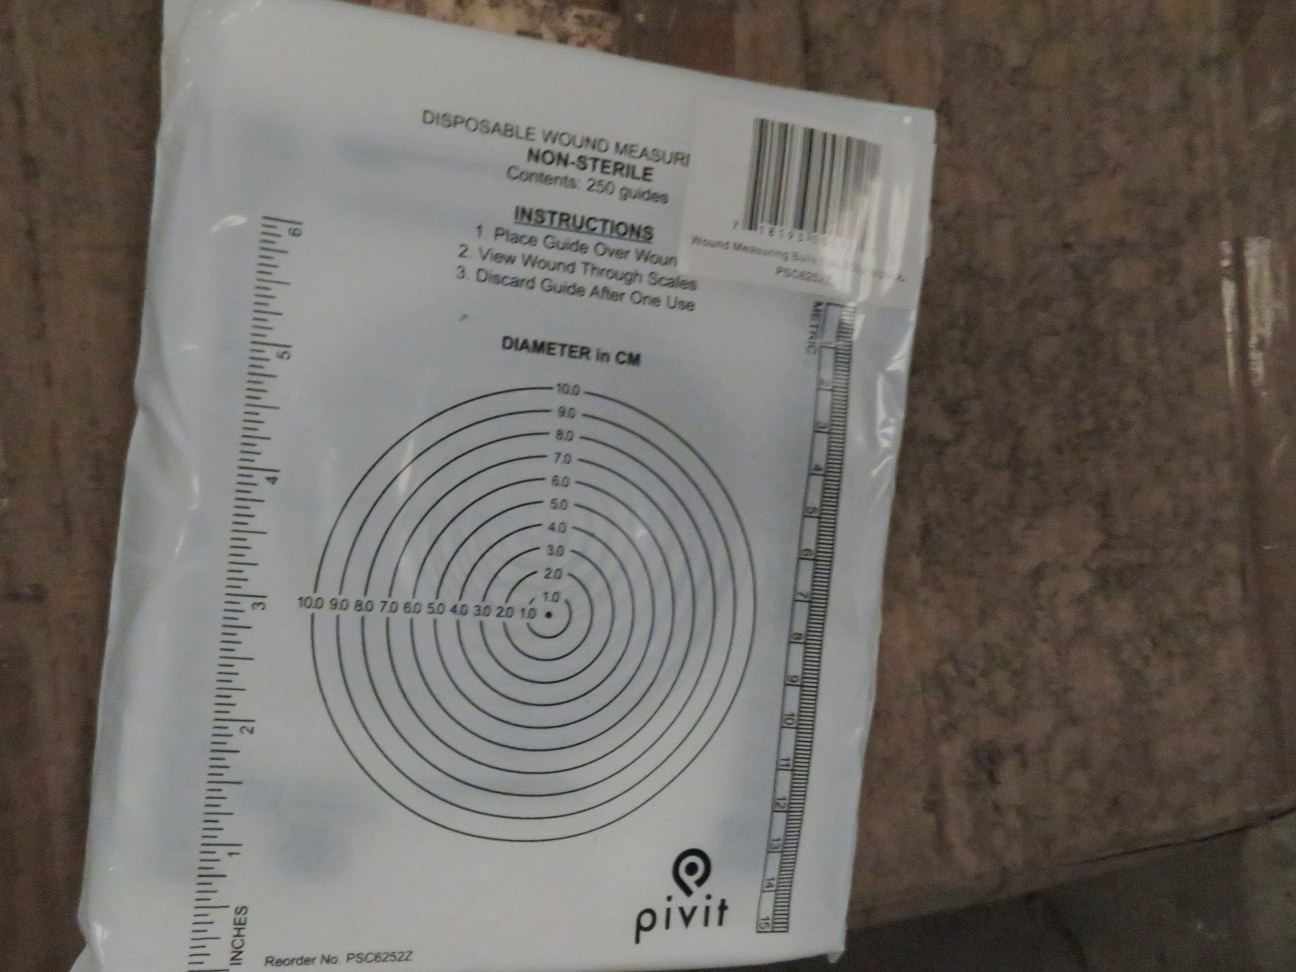 DISPOSABLE WOUND MEASURI
NON-STERILE
Contents: 250 guides
INSTRUCTIONS
1. Place Guide Over Woun
2. View Wound Through Scales
3. Discard Guide After One Use
Wound Measuring Bulls
PSC6252Z
DIAMETER in CM
10.0
9.0
8.0
7.0
6.0
5.0
4.0
3.0
2.0
1.0
10.0 9.0 8.0 7.0 6.0 5.0 4.0 3.0 2.0 1.0
6
5
4
3
2
1
INCHES
METRIC
1
2
3
4
5
6
7
8
9
10
11
12
13
14
15
pivit
Reorder No. PSC6252Z